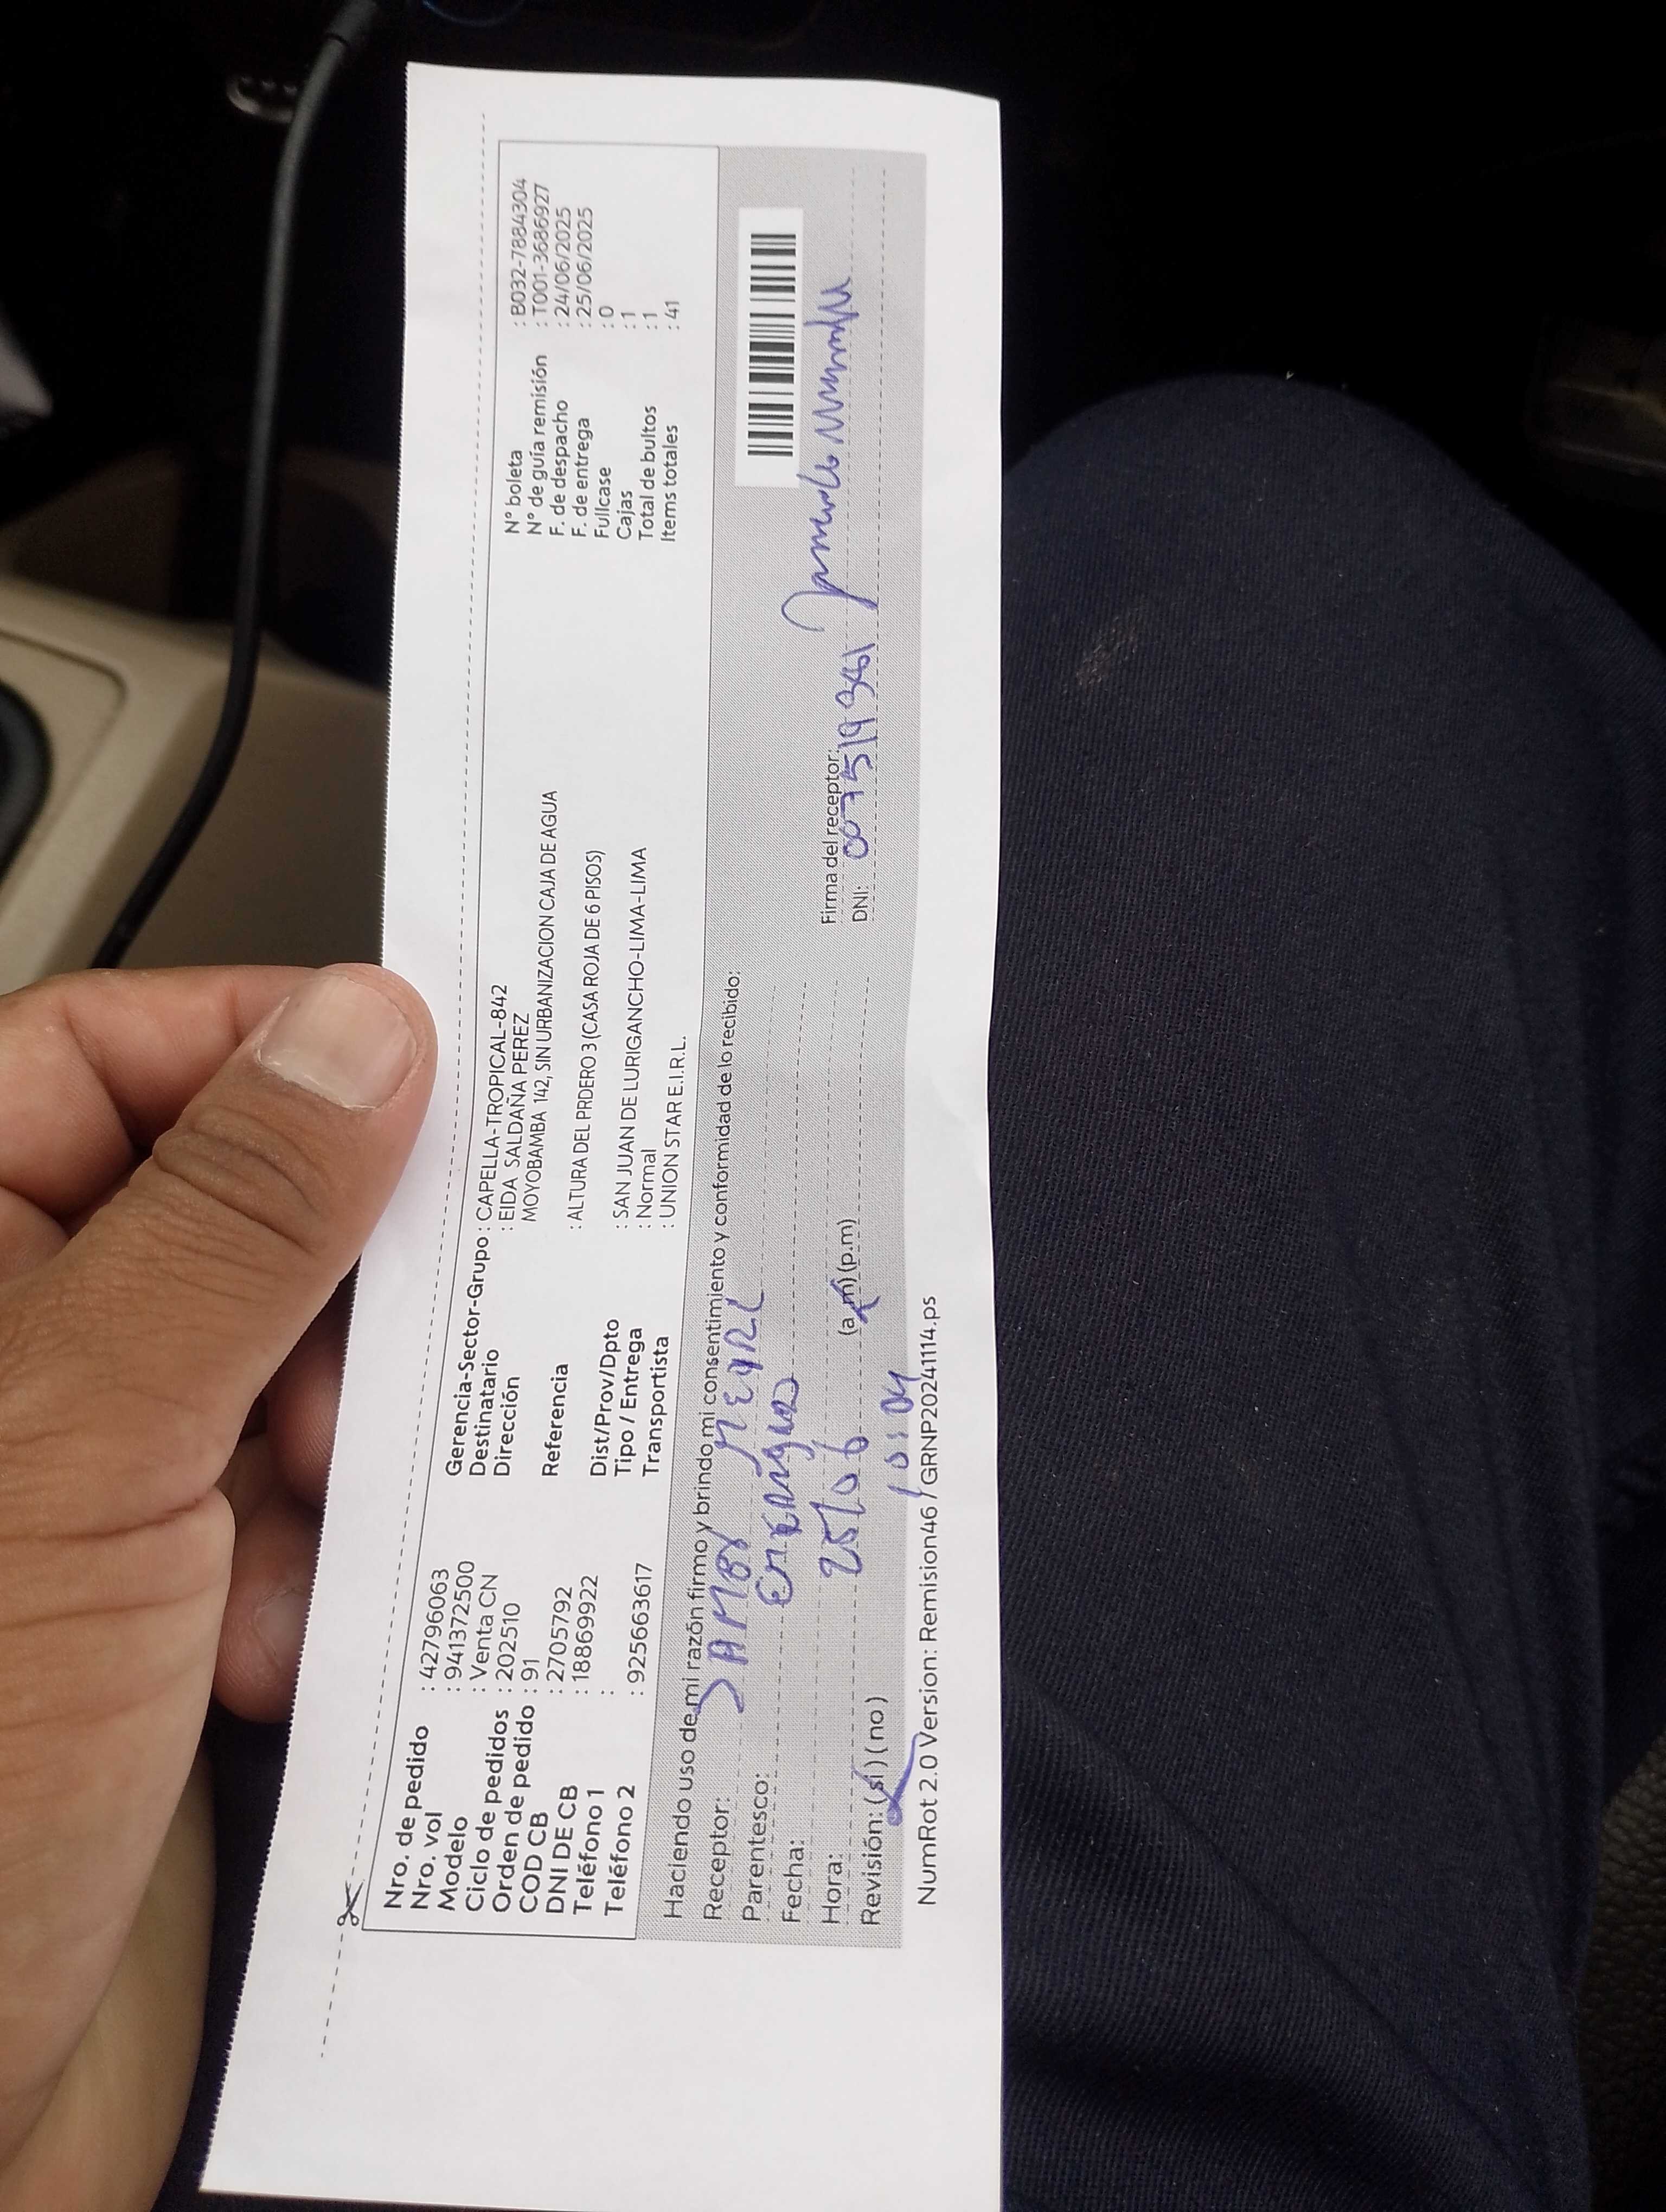 Nro. de pedido : 42796063
Nro. vol : 941372500
Modelo : Venta CN
Ciclo de pedidos : 202510
Orden de pedido : 91
COD CB : 2705792
DNI DE CB : 18869922
Teléfono 1 :
Teléfono 2 : 925663617
Gerencia-Sector-Grupo : CAPELLA-TROPICAL-842
Destinatario : EIDA SALDAÑA PEREZ
Dirección MOYOBAMBA 142, SIN URBANIZACION CAJA DE AGUA
Referencia : ALTURA DEL PRDERO 3 (CASA ROJA DE 6 PISOS)
Dist/Prov/Dpto : SAN JUAN DE LURIGANCHO-LIMA-LIMA
Tipo / Entrega : Normal
Transportista : UNION STAR E.I.R.L.
N° boleta : B032-7884304
N° de guía remisión : T001-3686927
F. de despacho : 24/06/2025
F. de entrega : 25/06/2025
Fullcase : 0
Cajas : 1
Total de bultos : 1
Items totales : 41
Haciendo uso de mi razón firmo y brindo mi consentimiento y conformidad de lo recibido:
Receptor:
Parentesco:
Fecha: 25/06
Hora: 10:04 (a.m) (p.m)
Revisión: (si) (no)
Firma del receptor:
DNI:
NumRot 2.0 Version: Remision46 / GRNP20241114.ps